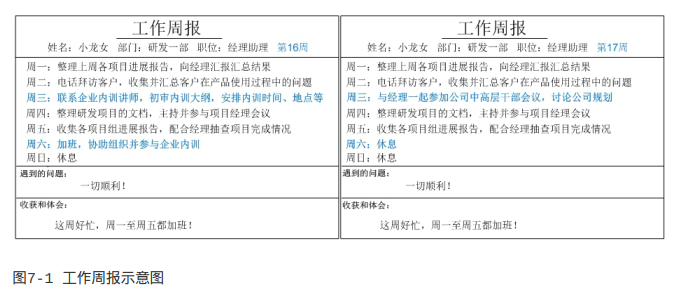 工作周报
姓名：小龙女 部门：研发一部 职位：经理助理 第16周
周一：整理上周各项目进展报告，向经理汇报汇总结果
周二：电话拜访客户，收集并汇总客户在产品使用过程中的问题
周三：联系企业内训讲师，初审内训大纲，安排内训时间、地点等
周四：整理研发项目的文档，主持并参与项目经理会议
周五：收集各项目组进展报告，配合经理抽查项目完成情况
周六：加班，协助组织并参与企业内训
周日：休息
遇到的问题：
一切顺利！
收获和体会：
这周好忙，周一至周五都加班！
工作周报
姓名：小龙女 部门：研发一部 职位：经理助理 第17周
周一：整理上周各项目进展报告，向经理汇报汇总结果
周二：电话拜访客户，收集并汇总客户在产品使用过程中的问题
周三：与经理一起参加公司中高层干部会议，讨论公司规划
周四：整理研发项目的文档，主持并参与项目经理会议
周五：收集各项目组进展报告，配合经理抽查项目完成情况
周六：休息
周日：休息
遇到的问题：
一切顺利！
收获和体会：
这周好忙，周一至周五都加班！
图7-1 工作周报示意图